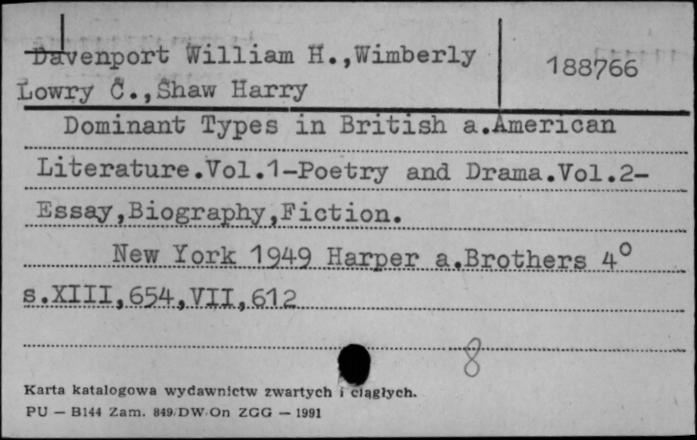 Davenport William H.,Wimberly
188766
Lowry C.,Shaw Harry
Dominant Types in British a.American
Literature.Vol.1-Poetry and Drama.Vol.2-
Essay,Biography,Fiction.
New York 1949 Harper a.Brothers 4°
s.XIII,654,VII,612
8
Karta katalogowa wydawnictw zwartych i ciągłych.
PU — B144 Zam. 849/DW/On ZGG — 1991